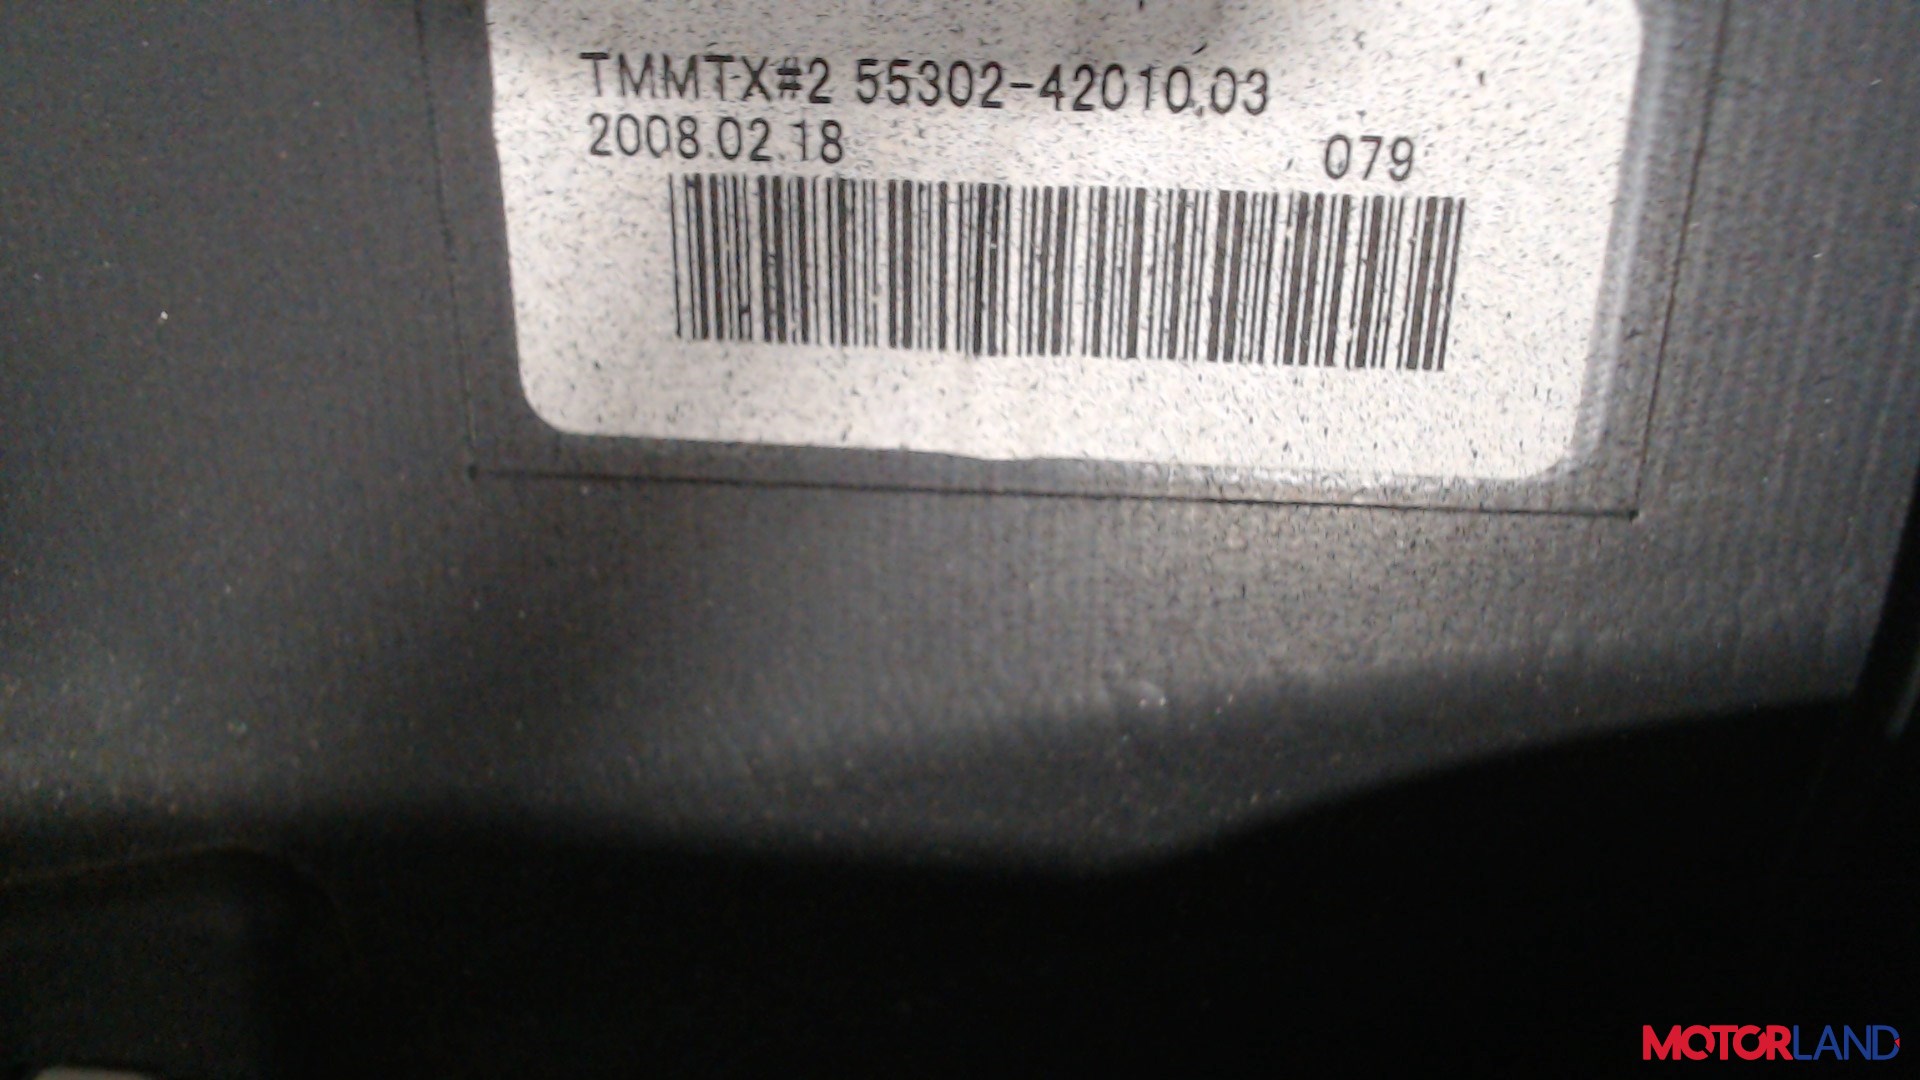 TMMTX#2 55302-42010,03
2008.02.18 079
MOTORLAND